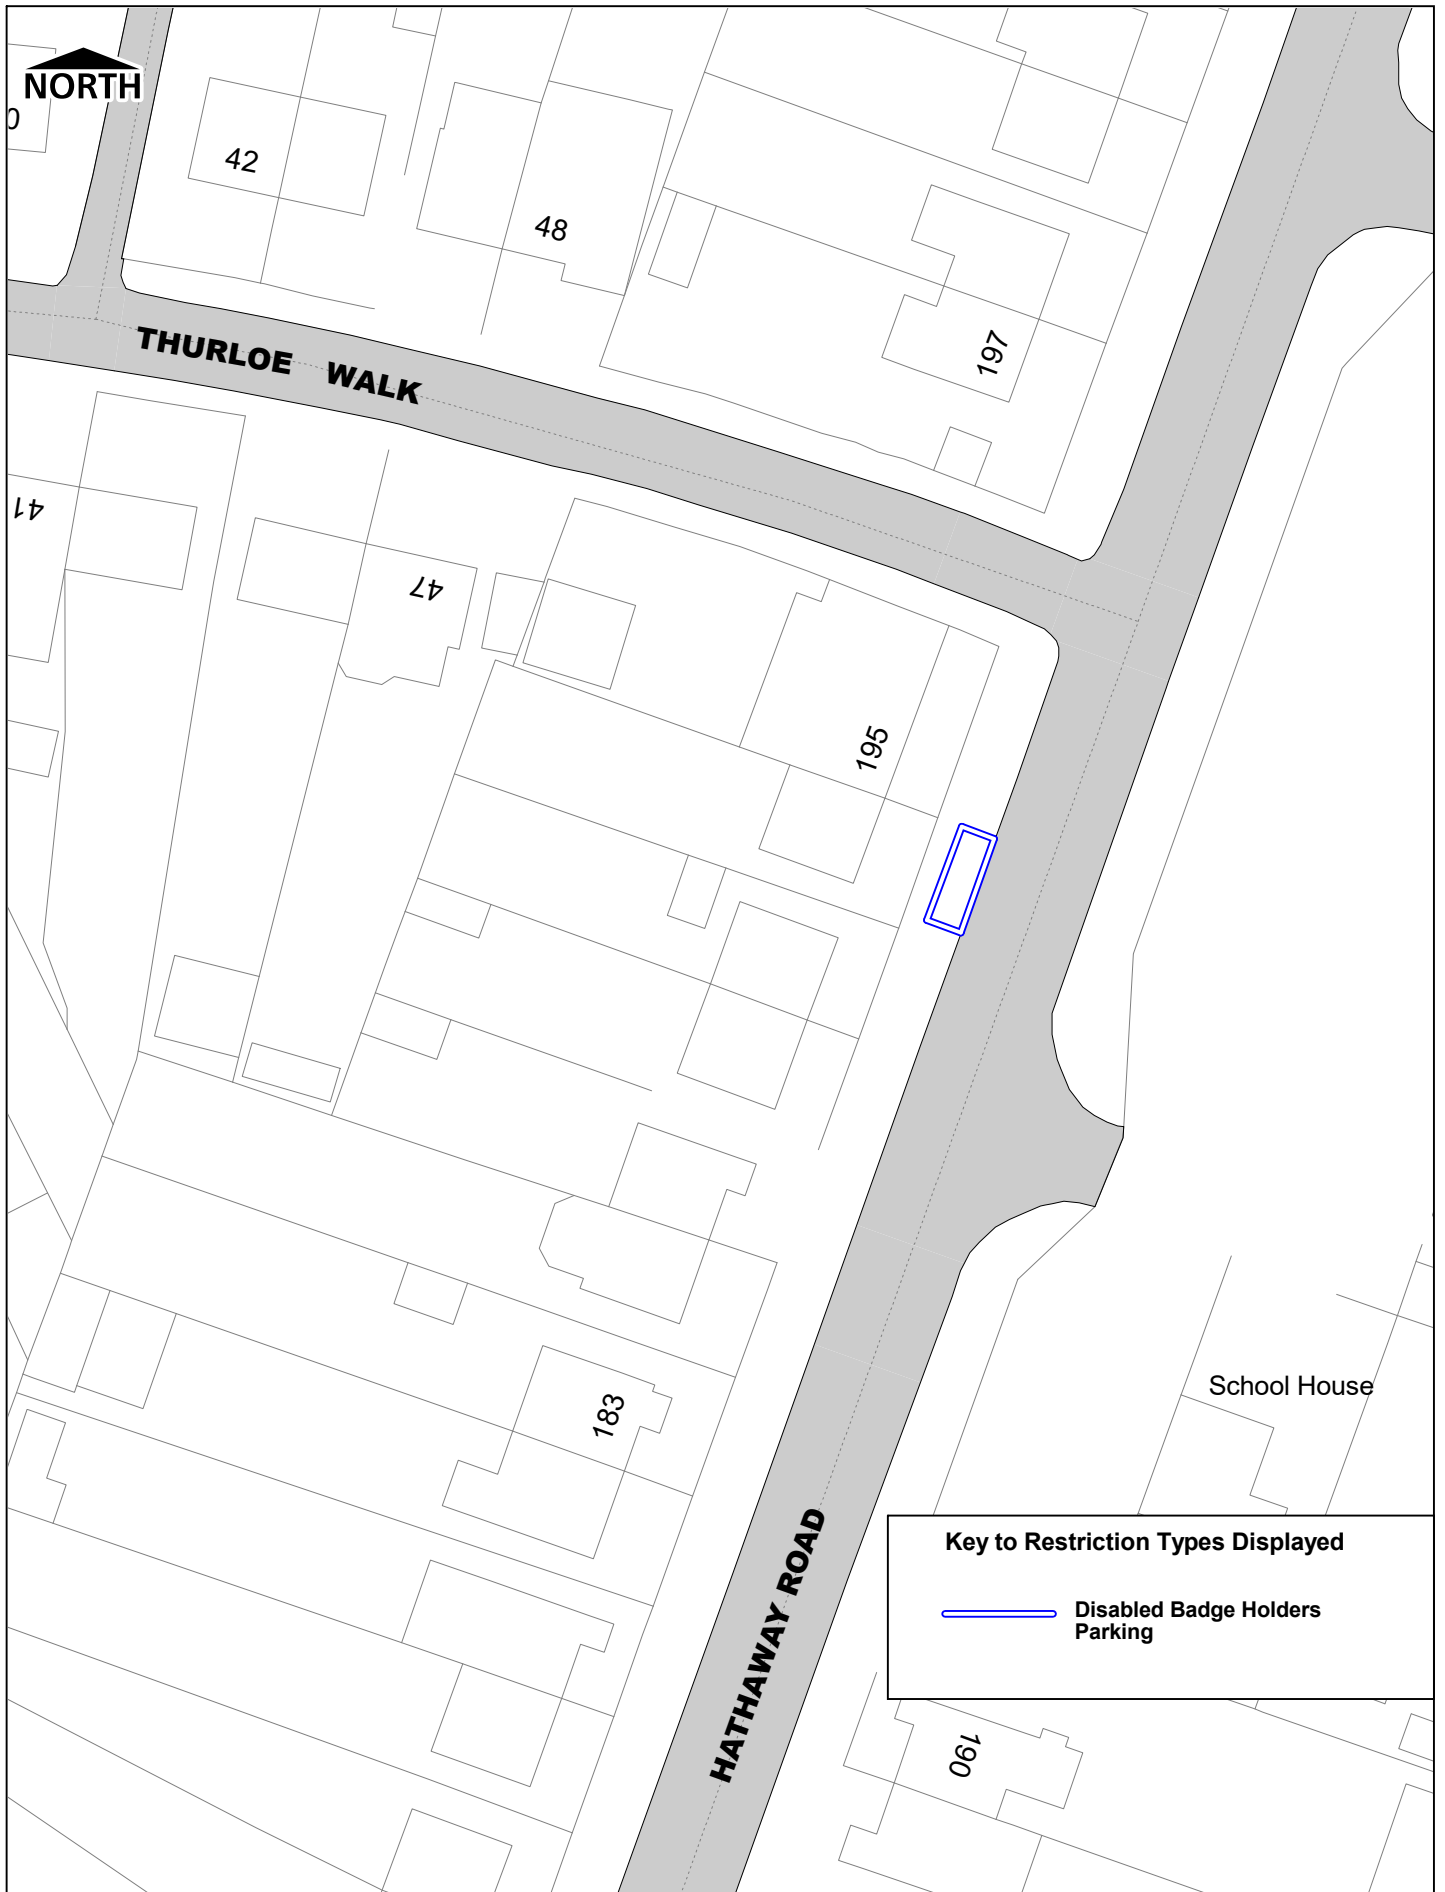 NORTH
0
42
48
197
THURLOE WALK
41
47
195
School House
183
Key to Restriction Types Displayed
Disabled Badge Holders
Parking
HATHAWAY ROAD
190